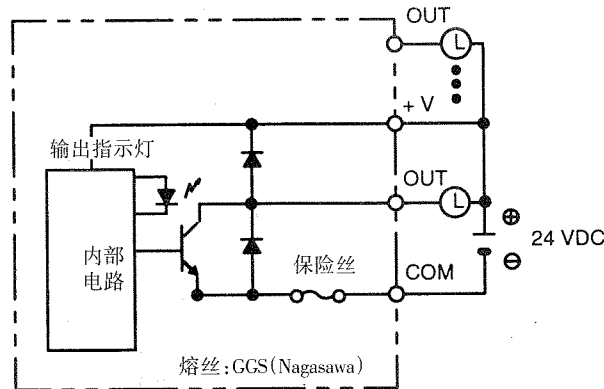 OUT
L
+ V
输出指示灯
OUT
L
⊕
24 VDC
内部
电路
保险丝
COM
⊖
熔丝:GGS(Nagasawa)